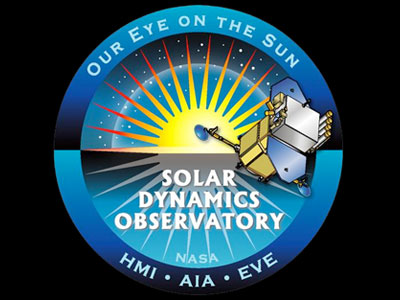 OUR EYE ON THE SUN
SOLAR
DYNAMICS
OBSERVATORY
NASA
HMI • AIA • EVE